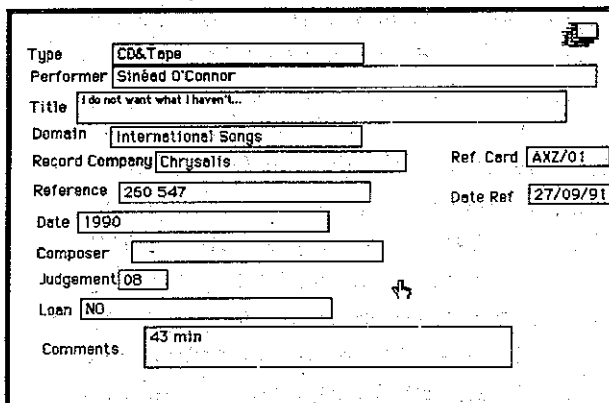 Type CD&Tape
Performer Sinéad O'Connor
Title I do not want what I haven't...
Domain International Songs
Record Company Chrysalis Ref. Card AXZ/01
Reference 260 547 Date Ref 27/09/91
Date 1990
Composer
Judgement 08
Loan NO
Comments. 43 min